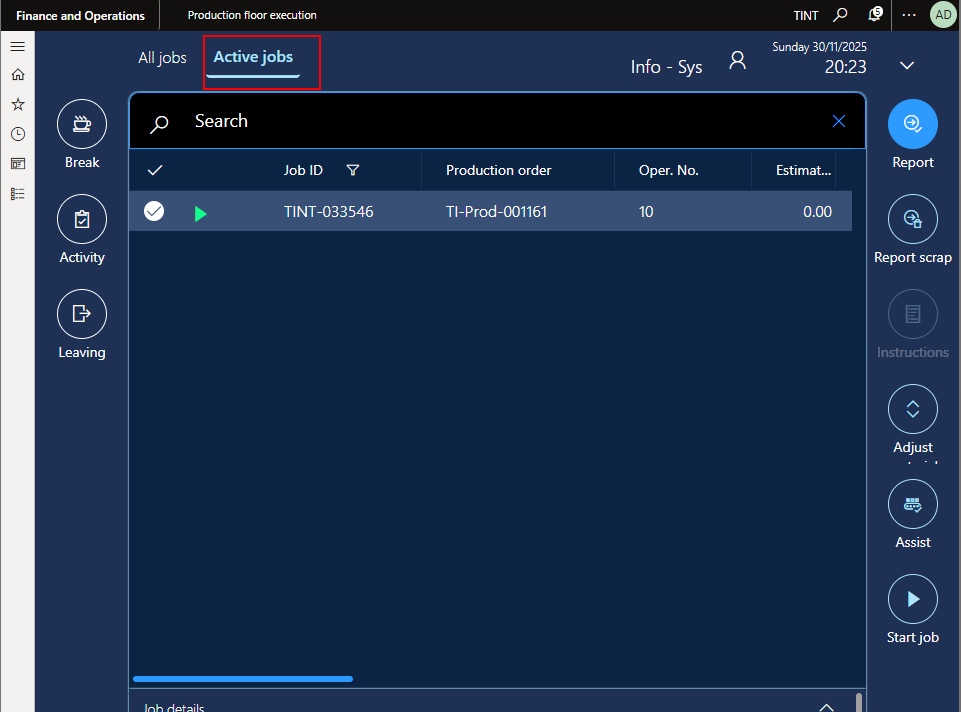 Finance and Operations
Production floor execution
TINT
5
AD
All jobs
Active jobs
Info - Sys
Sunday 30/11/2025
20:23
Break
Activity
Leaving
Search
Job ID
Production order
Oper. No.
Estimat...
TINT-033546
TI-Prod-001161
10
0.00
Report
Report scrap
Instructions
Adjust
Assist
Start job
Job details